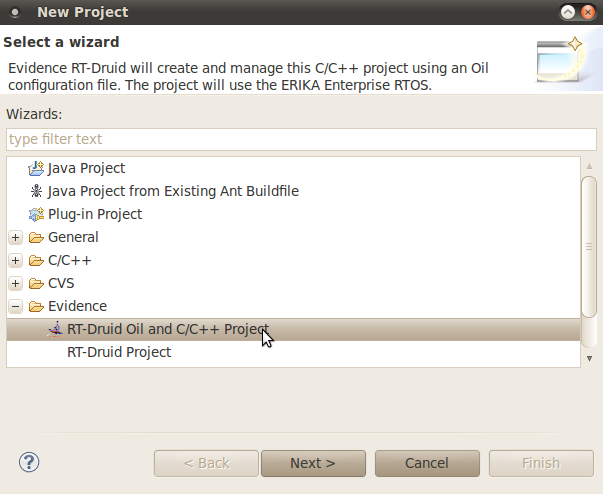 New Project
Select a wizard
Evidence RT-Druid will create and manage this C/C++ project using an Oil
configuration file. The project will use the ERIKA Enterprise RTOS.
Wizards:
type filter text
Java Project
Java Project from Existing Ant Buildfile
Plug-in Project
General
C/C++
CVS
Evidence
RT-Druid Oil and C/C++ Project
RT-Druid Project
? < Back Next > Cancel Finish